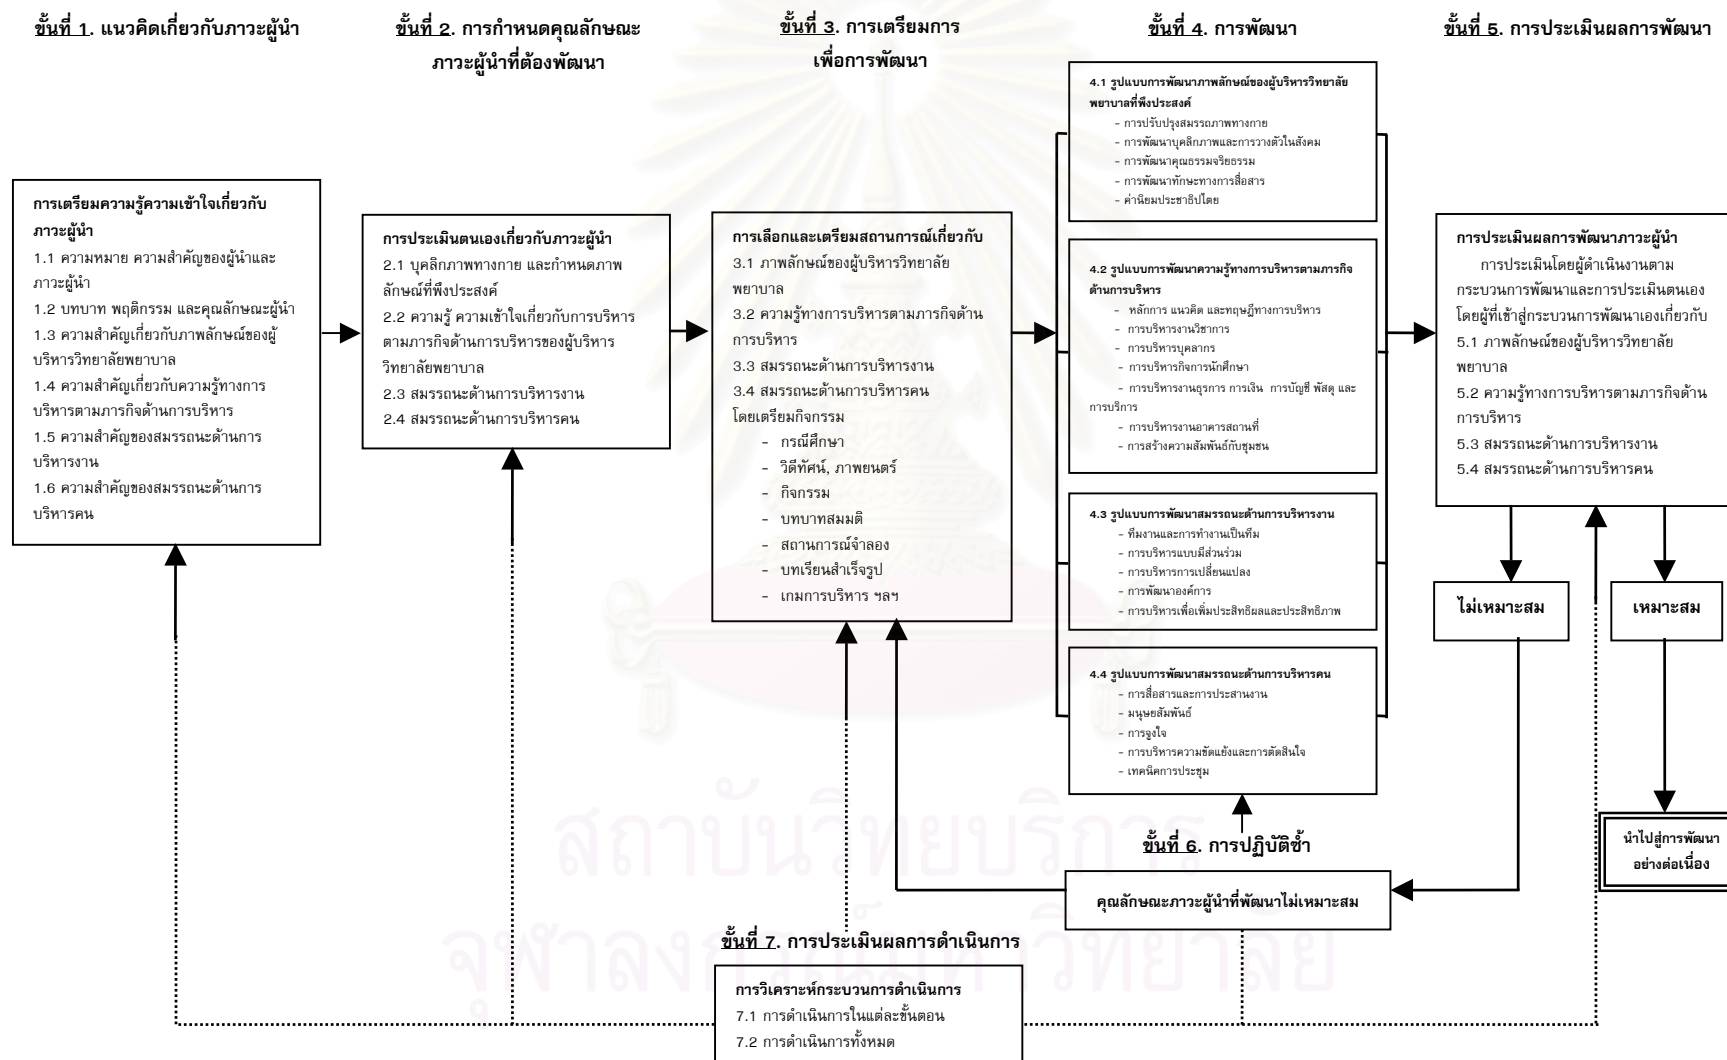 ขั้นที่ 1. แนวคิดเกี่ยวกับภาวะผู้นำ
การเตรียมความรู้ความเข้าใจเกี่ยวกับ
ภาวะผู้นำ
1.1 ความหมาย ความสำคัญของผู้นำและ
ภาวะผู้นำ
1.2 บทบาท พฤติกรรม และคุณลักษณะผู้นำ
1.3 ความสำคัญเกี่ยวกับภาพลักษณ์ของผู้
บริหารวิทยาลัยพยาบาล
1.4 ความสำคัญเกี่ยวกับความรู้ทางการ
บริหารตามภารกิจด้านการบริหาร
1.5 ความสำคัญของสมรรถนะด้านการ
บริหารงาน
1.6 ความสำคัญของสมรรถนะด้านการ
บริหารคน
ขั้นที่ 2. การกำหนดคุณลักษณะ
ภาวะผู้นำที่ต้องพัฒนา
การประเมินตนเองเกี่ยวกับภาวะผู้นำ
2.1 บุคลิกภาพทางกาย และกำหนดภาพ
ลักษณ์ที่พึงประสงค์
2.2 ความรู้ ความเข้าใจเกี่ยวกับการบริหาร
ตามภารกิจด้านการบริหารของผู้บริหาร
วิทยาลัยพยาบาล
2.3 สมรรถนะด้านการบริหารงาน
2.4 สมรรถนะด้านการบริหารคน
ขั้นที่ 3. การเตรียมการ
เพื่อการพัฒนา
การเลือกและเตรียมสถานการณ์เกี่ยวกับ
3.1 ภาพลักษณ์ของผู้บริหารวิทยาลัย
พยาบาล
3.2 ความรู้ทางการบริหารตามภารกิจด้าน
การบริหาร
3.3 สมรรถนะด้านการบริหารงาน
3.4 สมรรถนะด้านการบริหารคน
โดยเตรียมกิจกรรม
- กรณีศึกษา
- วิดีทัศน์, ภาพยนตร์
- กิจกรรม
- บทบาทสมมติ
- สถานการณ์จำลอง
- บทเรียนสำเร็จรูป
- เกมการบริหาร ฯลฯ
ขั้นที่ 4. การพัฒนา
4.1 รูปแบบการพัฒนาภาพลักษณ์ของผู้บริหารวิทยาลัย
พยาบาลที่พึงประสงค์
- การปรับปรุงสมรรถภาพทางกาย
- การพัฒนาบุคลิกภาพและการวางตัวในสังคม
- การพัฒนาคุณธรรมจริยธรรม
- การพัฒนาทักษะทางการสื่อสาร
- ค่านิยมประชาธิปไตย
4.2 รูปแบบการพัฒนาความรู้ทางการบริหารตามภารกิจ
ด้านการบริหาร
- หลักการ แนวคิด และทฤษฎีทางการบริหาร
- การบริหารงานวิชาการ
- การบริหารบุคลากร
- การบริหารกิจการนักศึกษา
- การบริหารงานธุรการ การเงิน การบัญชี พัสดุ และ
การบริการ
- การบริหารงานอาคารสถานที่
- การสร้างความสัมพันธ์กับชุมชน
4.3 รูปแบบการพัฒนาสมรรถนะด้านการบริหารงาน
- ทีมงานและการทำงานเป็นทีม
- การบริหารแบบมีส่วนร่วม
- การบริหารการเปลี่ยนแปลง
- การพัฒนาองค์การ
- การบริหารเพื่อเพิ่มประสิทธิผลและประสิทธิภาพ
4.4 รูปแบบการพัฒนาสมรรถนะด้านการบริหารคน
- การสื่อสารและการประสานงาน
- มนุษยสัมพันธ์
- การจูงใจ
- การบริหารความขัดแย้งและการตัดสินใจ
- เทคนิคการประชุม
ขั้นที่ 5. การประเมินผลการพัฒนา
การประเมินผลการพัฒนาภาวะผู้นำ
การประเมินโดยผู้ดำเนินงานตาม
กระบวนการพัฒนาและการประเมินตนเอง
โดยผู้ที่เข้าสู่กระบวนการพัฒนาเองเกี่ยวกับ
5.1 ภาพลักษณ์ของผู้บริหารวิทยาลัย
พยาบาล
5.2 ความรู้ทางการบริหารตามภารกิจด้าน
การบริหาร
5.3 สมรรถนะด้านการบริหารงาน
5.4 สมรรถนะด้านการบริหารคน
ไม่เหมาะสม
เหมาะสม
นำไปสู่การพัฒนา
อย่างต่อเนื่อง
ขั้นที่ 6. การปฏิบัติซ้ำ
คุณลักษณะภาวะผู้นำที่พัฒนาไม่เหมาะสม
ขั้นที่ 7. การประเมินผลการดำเนินการ
การวิเคราะห์กระบวนการดำเนินการ
7.1 การดำเนินการในแต่ละขั้นตอน
7.2 การดำเนินการทั้งหมด
สถาบันวิทยบริการ
จุฬาลงกรณ์มหาวิทยาลัย